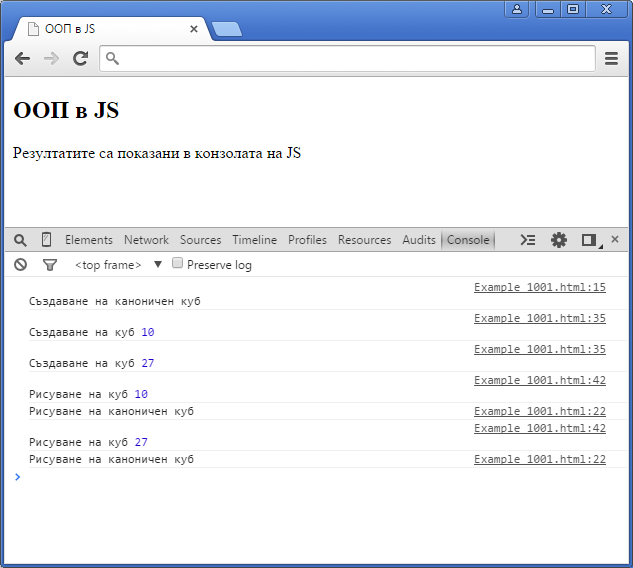 ООП в JS
ООП в JS
Резултатите са показани в конзолата на JS
Elements Network Sources Timeline Profiles Resources Audits Console
<top frame> Preserve log
Example 1001.html:15
Създаване на каноничен куб
Example 1001.html:35
Създаване на куб 10
Example 1001.html:35
Създаване на куб 27
Example 1001.html:42
Рисуване на куб 10
Рисуване на каноничен куб Example 1001.html:22
Example 1001.html:42
Рисуване на куб 27
Рисуване на каноничен куб Example 1001.html:22